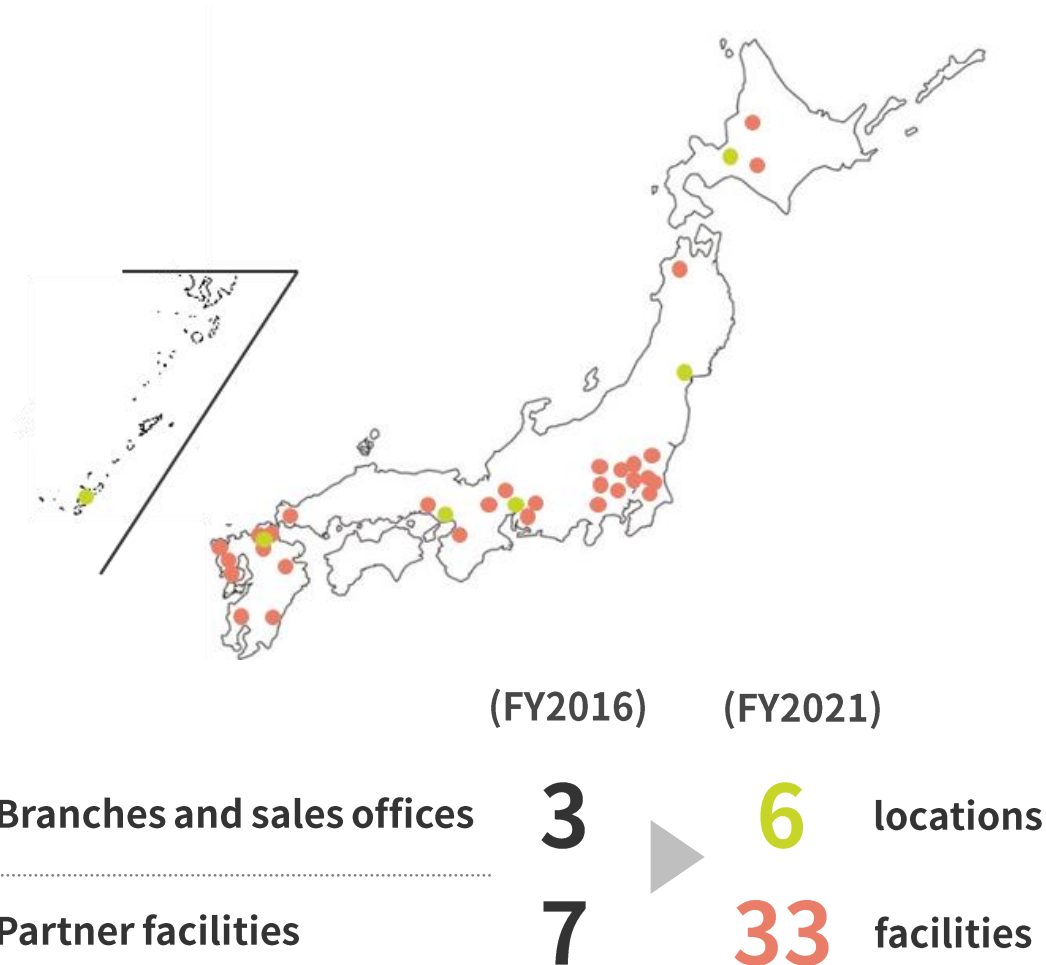 (FY2016) (FY2021)
Branches and sales offices 3 6 locations
Partner facilities 7 33 facilities